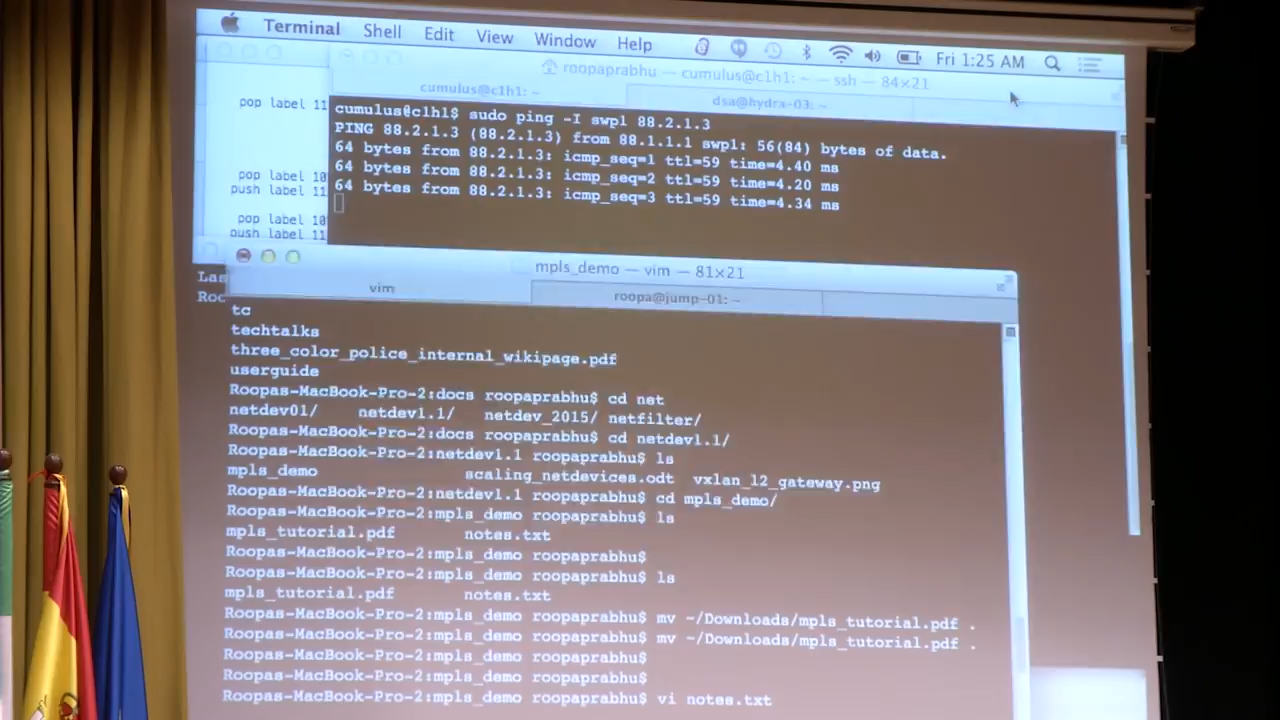 Terminal Shell Edit View Window Help Fri 1:25 AM
roopaprabhu — cumulus@c1h1: ~ — ssh — 84×21
cumulus@c1h1: ~ dsa@hydra-03: ~
pop label 11
pop label 10
push label 11
pop label 10
push label 11
cumulus@c1h1$ sudo ping -I swp1 88.2.1.3
PING 88.2.1.3 (88.2.1.3) from 88.1.1.1 swp1: 56(84) bytes of data.
64 bytes from 88.2.1.3: icmp_seq=1 ttl=59 time=4.40 ms
64 bytes from 88.2.1.3: icmp_seq=2 ttl=59 time=4.20 ms
64 bytes from 88.2.1.3: icmp_seq=3 ttl=59 time=4.34 ms
Las
Roo
mpls_demo — vim — 81×21
vim roopa@jump-01: ~
tc
techtalks
three_color_police_internal_wikipage.pdf
userguide
Roopas-MacBook-Pro-2:docs roopaprabhu$ cd net
netdev01/ netdev1.1/ netdev_2015/ netfilter/
Roopas-MacBook-Pro-2:docs roopaprabhu$ cd netdev1.1/
Roopas-MacBook-Pro-2:netdev1.1 roopaprabhu$ ls
mpls_demo scaling_netdevices.odt vxlan_l2_gateway.png
Roopas-MacBook-Pro-2:netdev1.1 roopaprabhu$ cd mpls_demo/
Roopas-MacBook-Pro-2:mpls_demo roopaprabhu$ ls
mpls_tutorial.pdf notes.txt
Roopas-MacBook-Pro-2:mpls_demo roopaprabhu$
Roopas-MacBook-Pro-2:mpls_demo roopaprabhu$ ls
mpls_tutorial.pdf notes.txt
Roopas-MacBook-Pro-2:mpls_demo roopaprabhu$ mv ~/Downloads/mpls_tutorial.pdf .
Roopas-MacBook-Pro-2:mpls_demo roopaprabhu$ mv ~/Downloads/mpls_tutorial.pdf .
Roopas-MacBook-Pro-2:mpls_demo roopaprabhu$
Roopas-MacBook-Pro-2:mpls_demo roopaprabhu$
Roopas-MacBook-Pro-2:mpls_demo roopaprabhu$ vi notes.txt